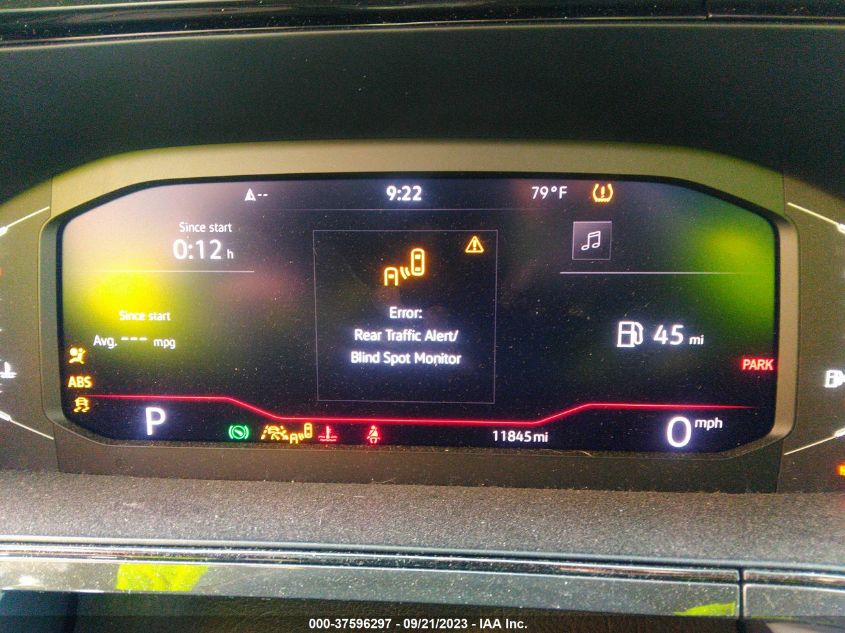 --
9:22
79°F
Since start
0:12 h
Error:
Rear Traffic Alert/
Blind Spot Monitor
Since start
Avg. --- mpg
45 mi
PARK
ABS
P
11845 mi
0 mph
000-37596297 - 09/21/2023 - IAA Inc.